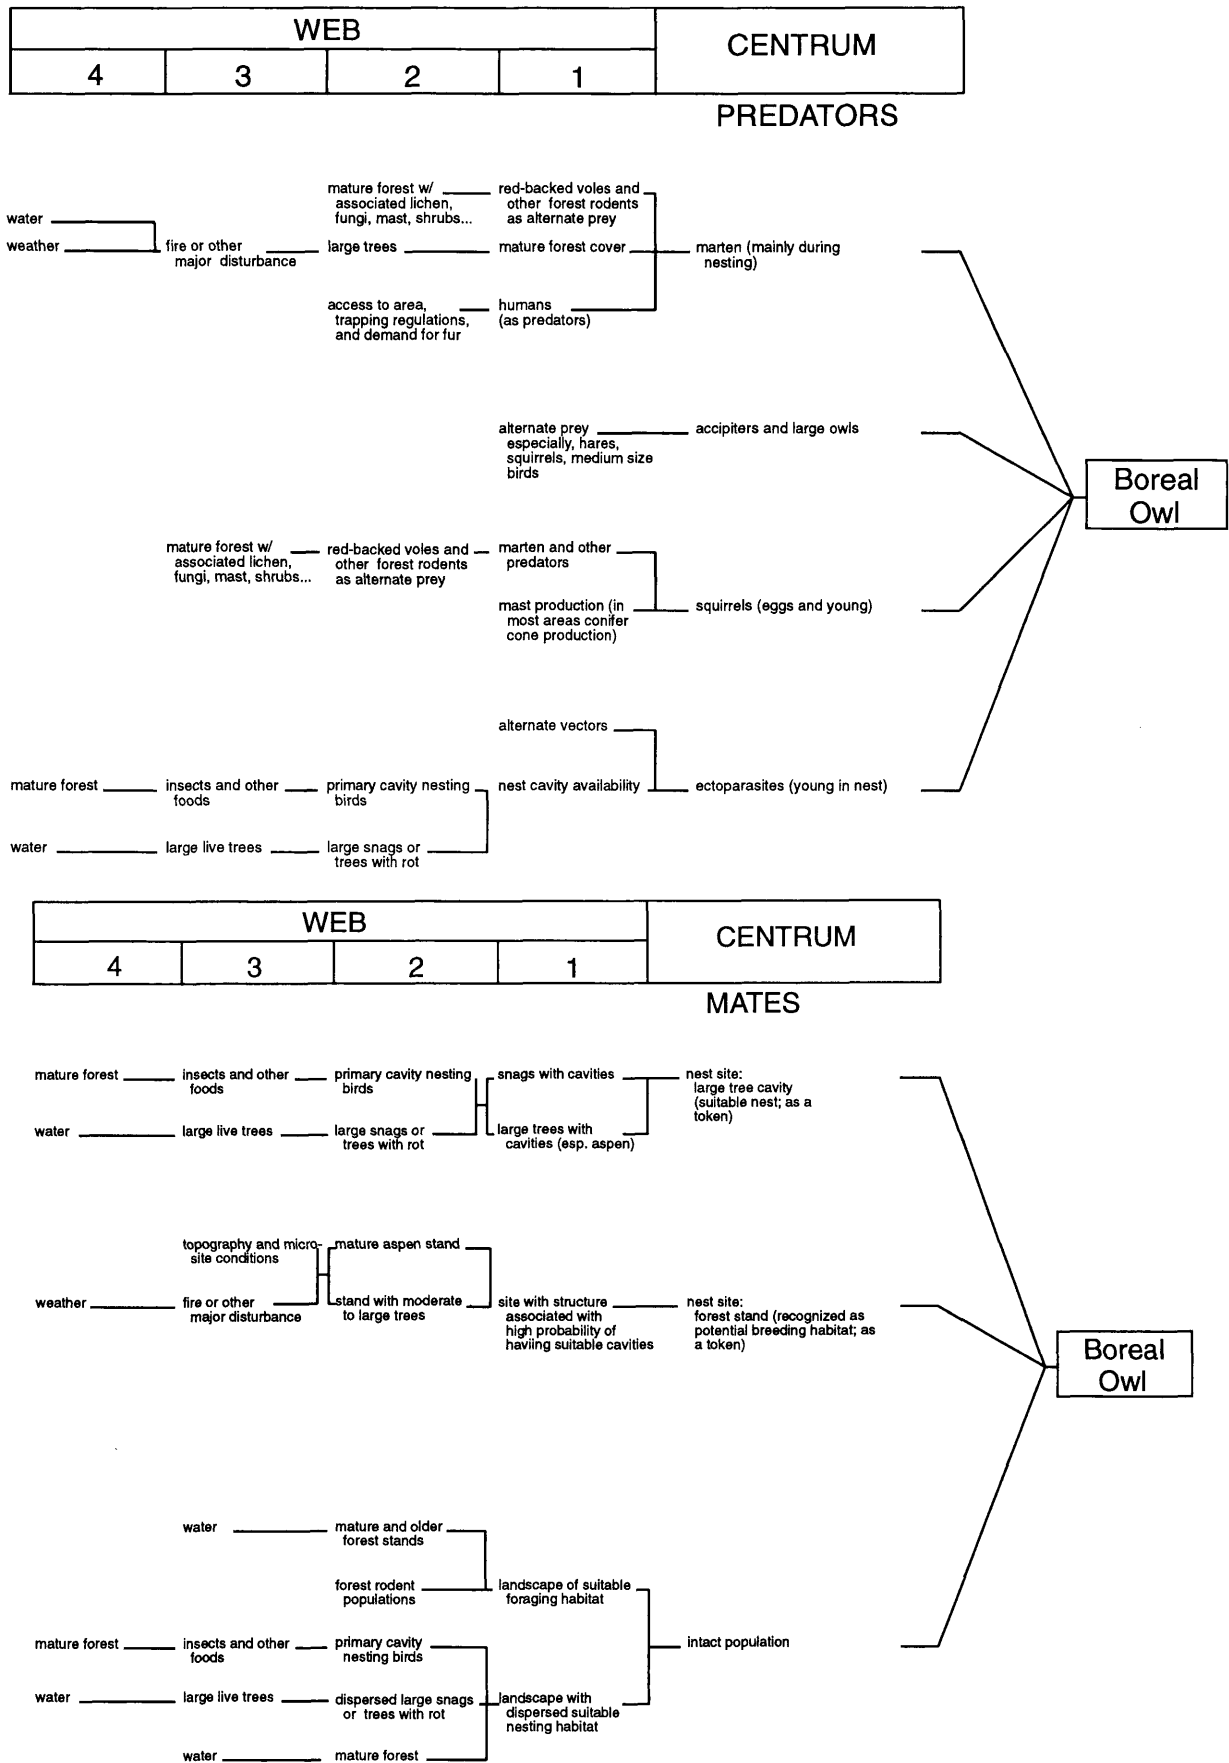 WEB
CENTRUM
4 3 2 1
PREDATORS
mature forest w/
associated lichen,
fungi, mast, shrubs...
red-backed voles and
other forest rodents
as alternate prey
water
weather
fire or other
major disturbance
large trees
mature forest cover
marten (mainly during
nesting)
access to area,
trapping regulations,
and demand for fur
humans
(as predators)
alternate prey
especially, hares,
squirrels, medium size
birds
accipiters and large owls
Boreal
Owl
mature forest w/
associated lichen,
fungi, mast, shrubs...
red-backed voles and
other forest rodents
as alternate prey
marten and other
predators
mast production (in
most areas conifer
cone production)
squirrels (eggs and young)
alternate vectors
mature forest
insects and other
foods
primary cavity nesting
birds
nest cavity availability
ectoparasites (young in nest)
water
large live trees
large snags or
trees with rot
WEB
CENTRUM
4 3 2 1
MATES
mature forest
insects and other
foods
primary cavity nesting
birds
snags with cavities
nest site:
large tree cavity
(suitable nest; as a
token)
water
large live trees
large snags or
trees with rot
large trees with
cavities (esp. aspen)
topography and micro-
site conditions
mature aspen stand
weather
fire or other
major disturbance
stand with moderate
to large trees
site with structure
associated with
high probability of
haviing suitable cavities
nest site:
forest stand (recognized as
potential breeding habitat; as
a token)
Boreal
Owl
water
mature and older
forest stands
forest rodent
populations
landscape of suitable
foraging habitat
mature forest
insects and other
foods
primary cavity
nesting birds
intact population
water
large live trees
dispersed large snags
or trees with rot
landscape with
dispersed suitable
nesting habitat
water
mature forest